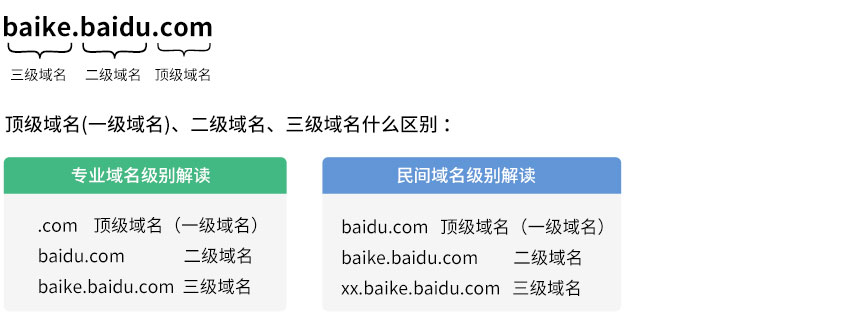 baike.baidu.com
三级域名 二级域名 顶级域名
顶级域名(一级域名)、二级域名、三级域名什么区别：
专业域名级别解读
.com 顶级域名（一级域名）
baidu.com 二级域名
baike.baidu.com 三级域名
民间域名级别解读
baidu.com 顶级域名（一级域名）
baike.baidu.com 二级域名
xx.baike.baidu.com 三级域名